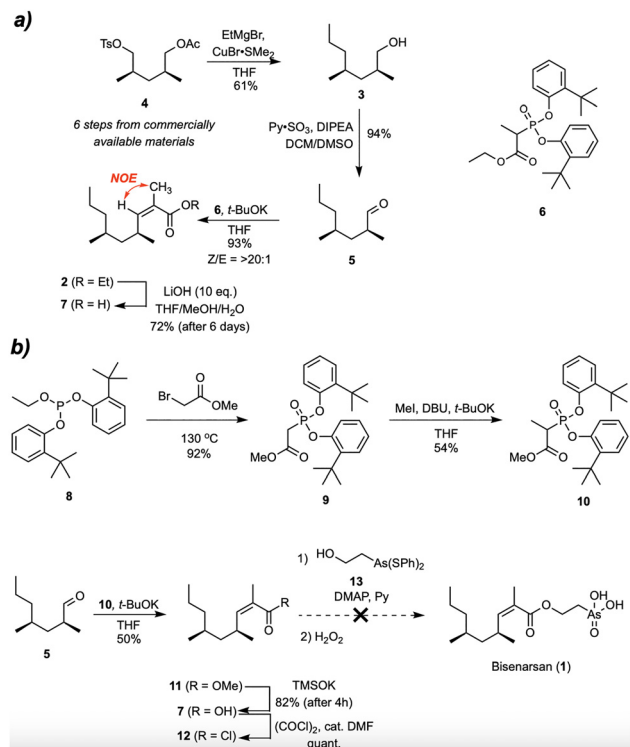 a)
EtMgBr,
CuBr•SMe2
THF
61%
TsO
OAc
4
OH
3
6 steps from commercially
available materials
Py•SO3, DIPEA
DCM/DMSO
94%
O
P
O
O
O
O
6
NOE
H
CH3
OR
O
6, t-BuOK
THF
93%
Z/E = >20:1
O
5
2 (R = Et)
7 (R = H)
LiOH (10 eq.)
THF/MeOH/H2O
72% (after 6 days)
b)
O
P
O
O
8
O
Br
OMe
130 °C
92%
O
P
O
O
MeO
O
9
MeI, DBU, t-BuOK
THF
54%
O
P
O
O
MeO
O
10
O
5
10, t-BuOK
THF
50%
R
O
1) HO
As(SPh)2
13
DMAP, Py
2) H2O2
O
O
OH
As
OH
O
Bisenarsan (1)
11 (R = OMe)
7 (R = OH)
12 (R = Cl)
TMSOK
82% (after 4h)
(COCl)2, cat. DMF
quant.